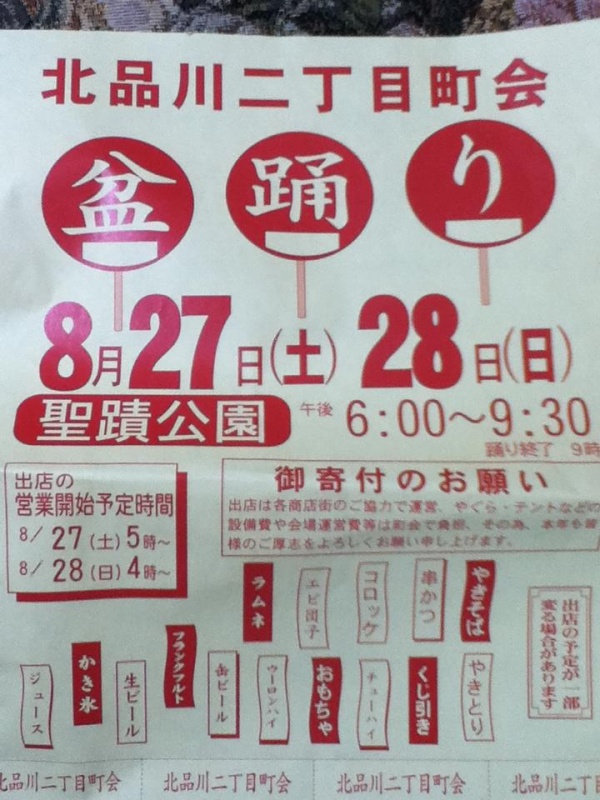 北品川二丁目町会
盆踊り
8月27日(土) 28日(日)
聖蹟公園
午後 6:00〜9:30
踊り終了 9時
出店の
営業開始予定時間
8/27(土)5時〜
8/28(日)4時〜
御寄付のお願い
出店は各商店街のご協力で運営、やぐら・テントなどの
設備費や会場運営費等は町会で負担、その為、本年も皆
様のご厚志をよろしくお願い申し上げます。
やきそば
串かつ
コロッケ
エビ団子
ラムネ
出店の予定が一部
変る場合があります
やきとり
くじ引き
チューハイ
おもちゃ
ウーロンハイ
缶ビール
フランクフルト
生ビール
かき氷
ジュース
北品川二丁目町会
北品川二丁目町会
北品川二丁目町会
北品川二